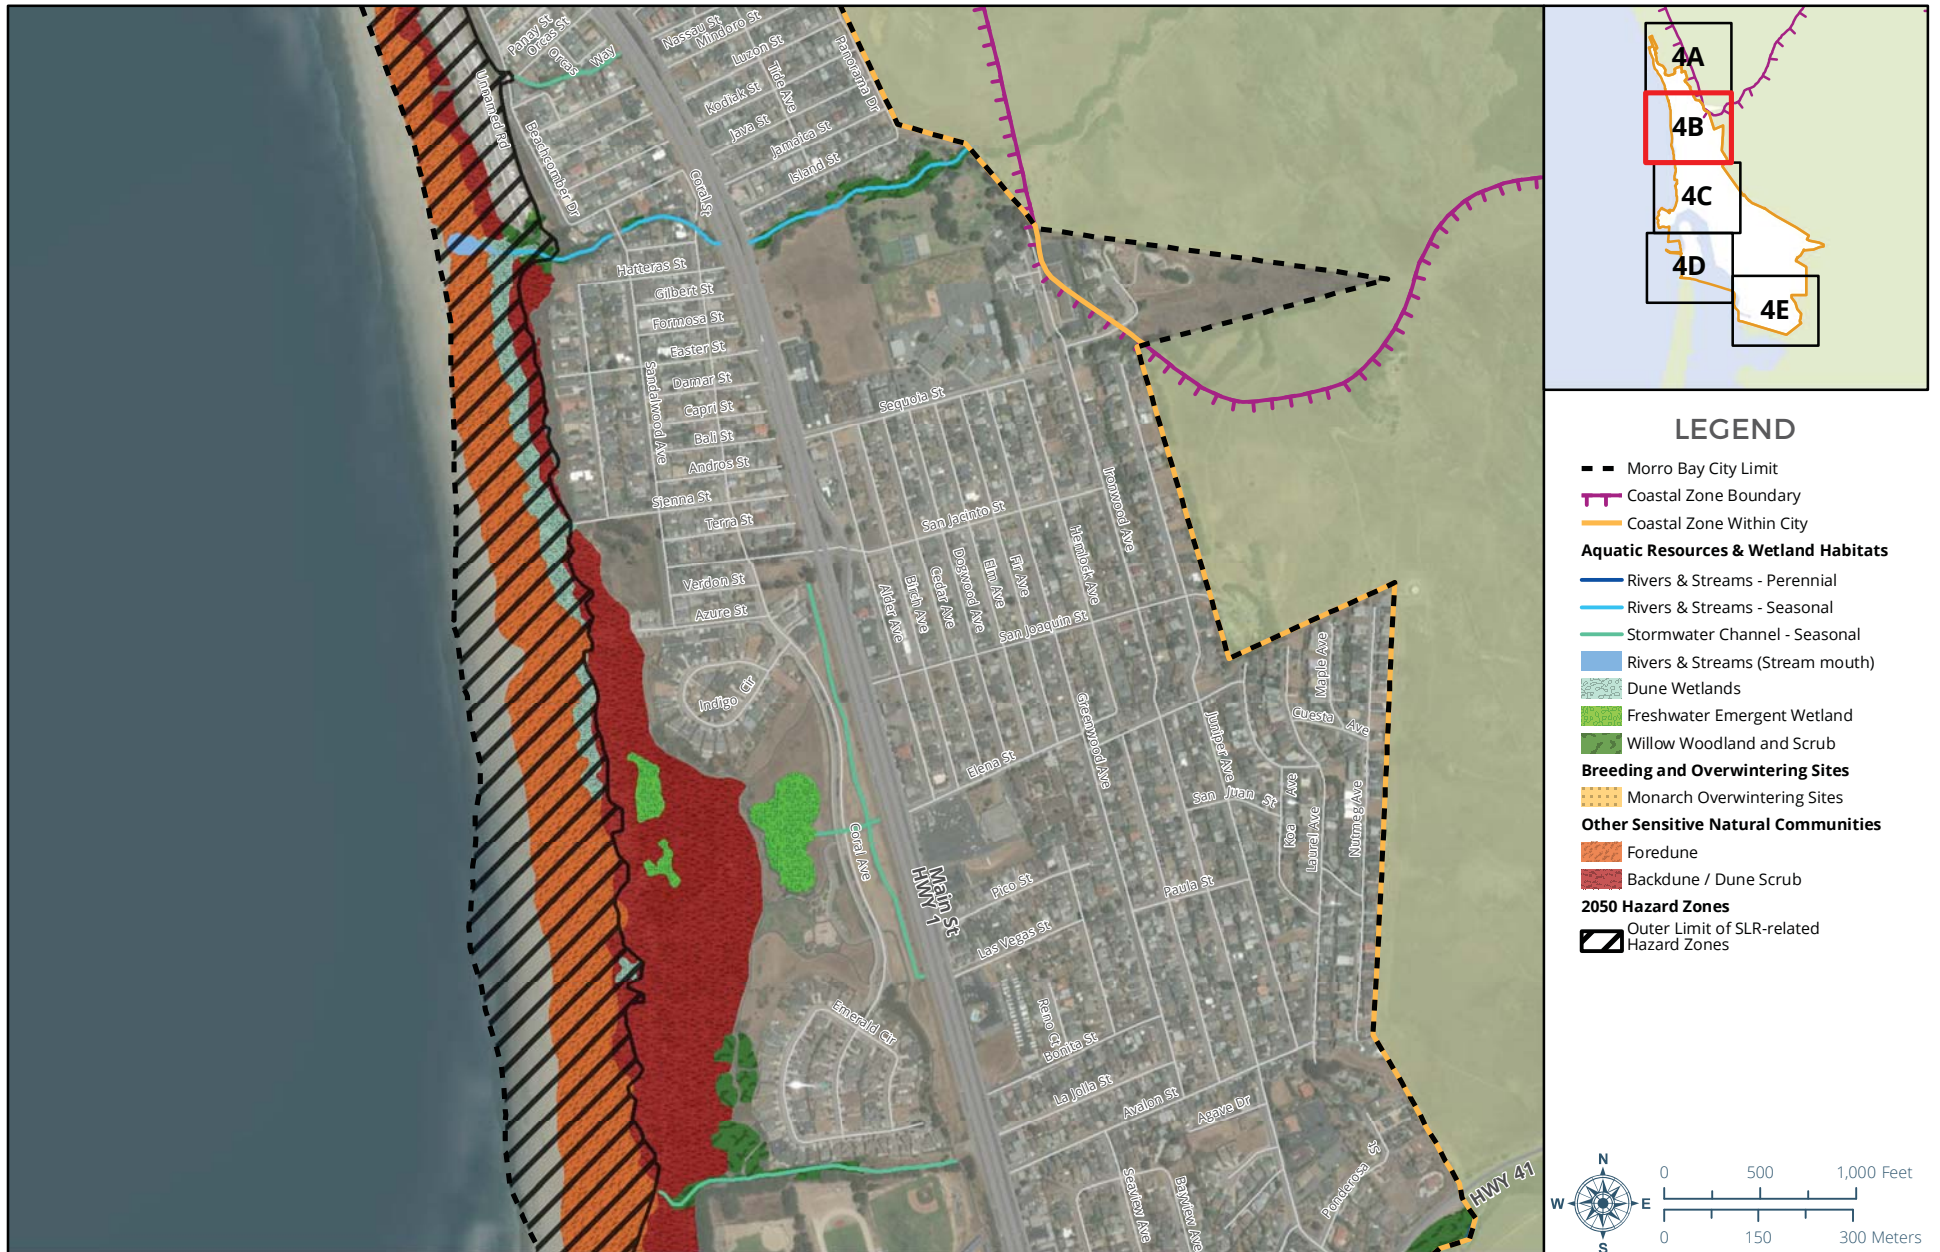 Panay St
Orcas St
Orcas Way
Nassau St
Mindoro St
Luzon St
Tide Ave
Kodiak St
Java St
Jamaica St
Island St
Panorama Dr
Unnamed Rd
Beachcomber Dr
Coral St
Hatteras St
Gilbert St
Formosa St
Easter St
Damar St
Capri St
Bali St
Andros St
Sienna St
Terra St
Sandalwood Ave
Verdon St
Azure St
Indigo Cir
Sequoia St
San Jacinto St
Ironwood Ave
Hemlock Ave
Fir Ave
Elm Ave
Dogwood Ave
Cedar Ave
Birch Ave
Alder Ave
San Joaquin St
Greenwood Ave
Juniper Ave
Maple Ave
Cuesta Ave
Elena St
San Juan St
Koa Ave
Laurel Ave
Nutmeg Ave
Coral Ave
Main St
HWY 1
Pico St
Paula St
Las Vegas St
Reno Ct
Bonita St
Emerald Cir
La Jolla St
Avalon St
Agave Dr
Seaview Ave
Bayview Ave
Ponderosa St
HWY 41
4A
4B
4C
4D
4E
LEGEND
Morro Bay City Limit
Coastal Zone Boundary
Coastal Zone Within City
Aquatic Resources & Wetland Habitats
Rivers & Streams - Perennial
Rivers & Streams - Seasonal
Stormwater Channel - Seasonal
Rivers & Streams (Stream mouth)
Dune Wetlands
Freshwater Emergent Wetland
Willow Woodland and Scrub
Breeding and Overwintering Sites
Monarch Overwintering Sites
Other Sensitive Natural Communities
Foredune
Backdune / Dune Scrub
2050 Hazard Zones
Outer Limit of SLR-related
Hazard Zones
N
W E
S
0 500 1,000 Feet
0 150 300 Meters